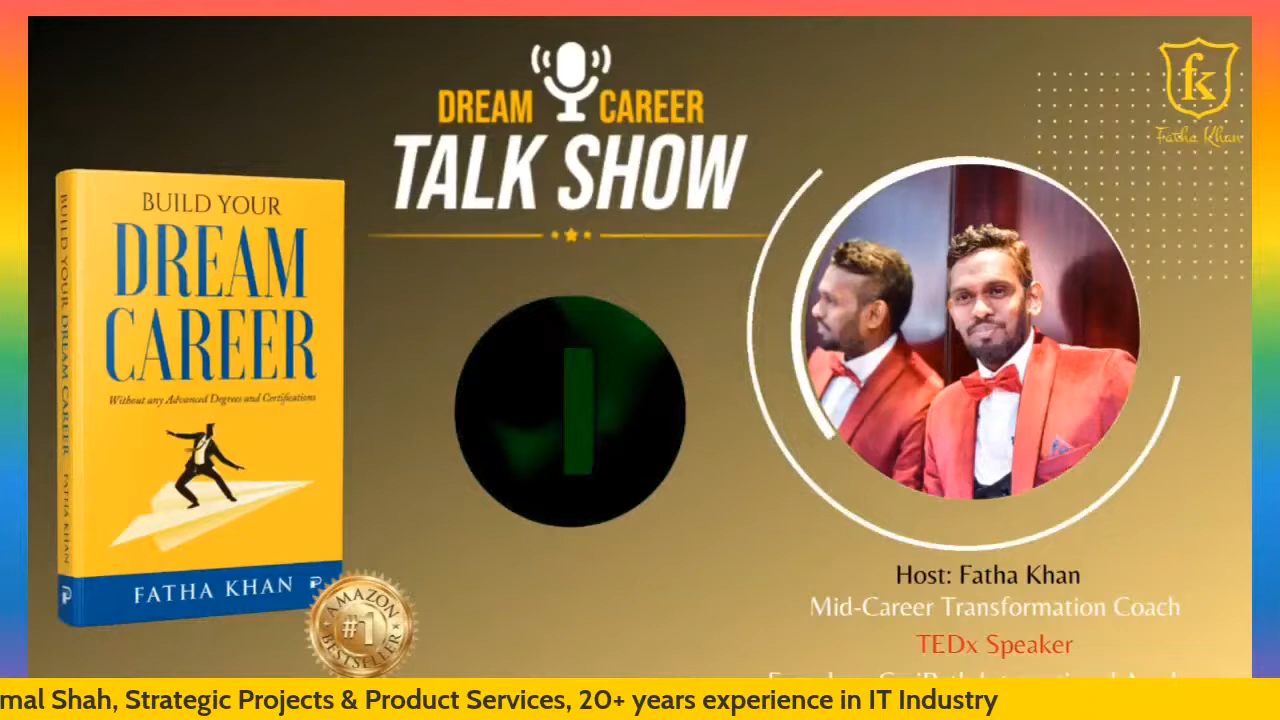 DREAM CAREER
TALK SHOW
fk
Fatha Khan
BUILD YOUR
DREAM
CAREER
Without any Advanced Degrees and Certifications
FATHA KHAN
BUILD YOUR DREAM CAREER FATHA KHAN
AMAZON
#1
BESTSELLER
Host: Fatha Khan
Mid-Career Transformation Coach
TEDx Speaker
mal Shah, Strategic Projects & Product Services, 20+ years experience in IT Industry